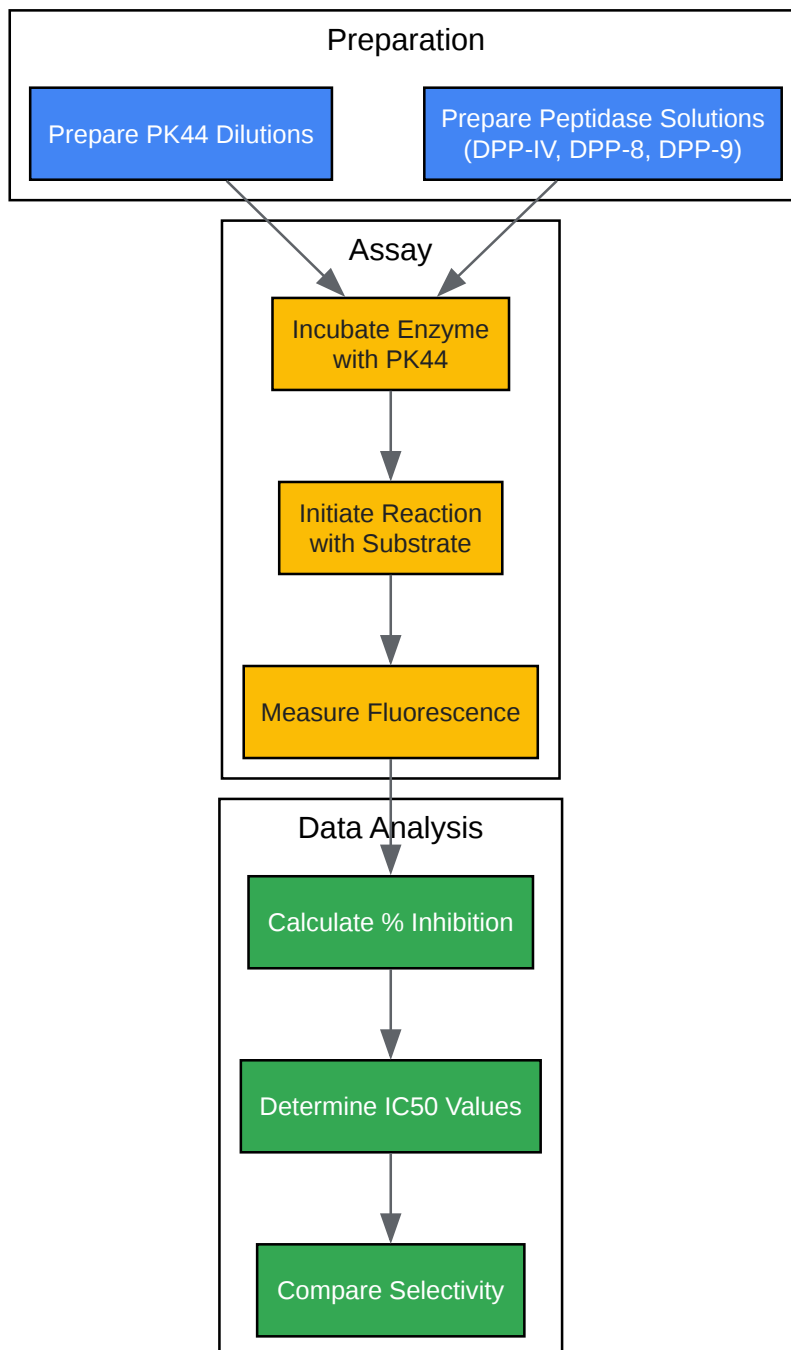 Preparation
Prepare PK44 Dilutions
Prepare Peptidase Solutions
(DPP-IV, DPP-8, DPP-9)
Assay
Incubate Enzyme
with PK44
Initiate Reaction
with Substrate
Measure Fluorescence
Data Analysis
Calculate % Inhibition
Determine IC50 Values
Compare Selectivity